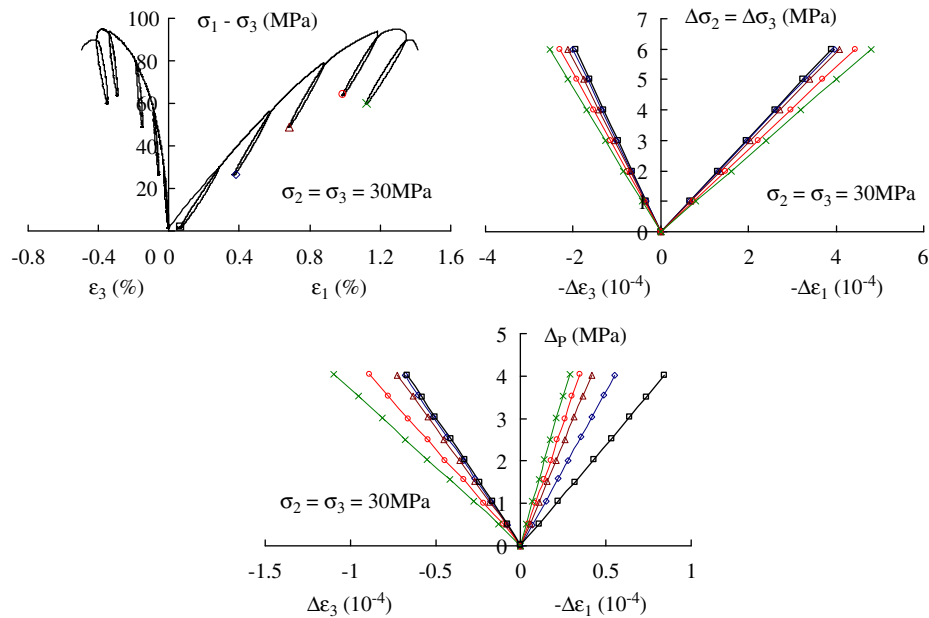 σ1 - σ3 (MPa)
100
80
60
40
20
σ2 = σ3 = 30MPa
-0.8 -0.4 0 0 0.4 0.8 1.2 1.6
ε3 (%) ε1 (%)
Δσ2 = Δσ3 (MPa)
7
6
5
4
3
2
1
0
σ2 = σ3 = 30MPa
-4 -2 0 2 4 6
-Δε3 (10-4) -Δε1 (10-4)
ΔP (MPa)
5
4
3
2
1
0
σ2 = σ3 = 30MPa
-1.5 -1 -0.5 0 0.5 1
Δε3 (10-4) -Δε1 (10-4)